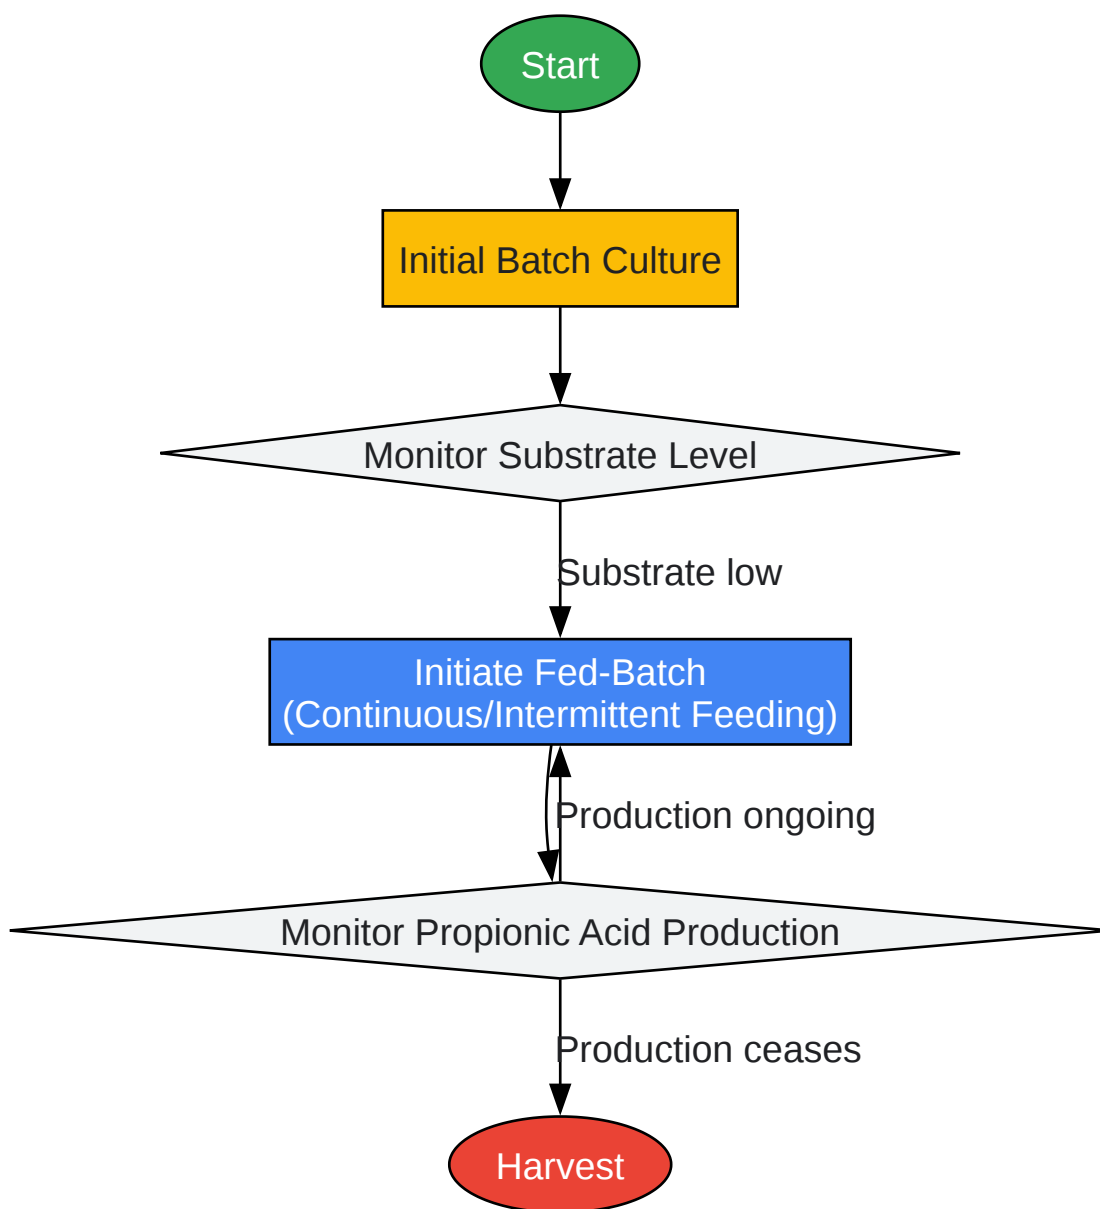 Start
Initial Batch Culture
Monitor Substrate Level
Substrate low
Initiate Fed-Batch
(Continuous/Intermittent Feeding)
Production ongoing
Monitor Propionic Acid Production
Production ceases
Harvest